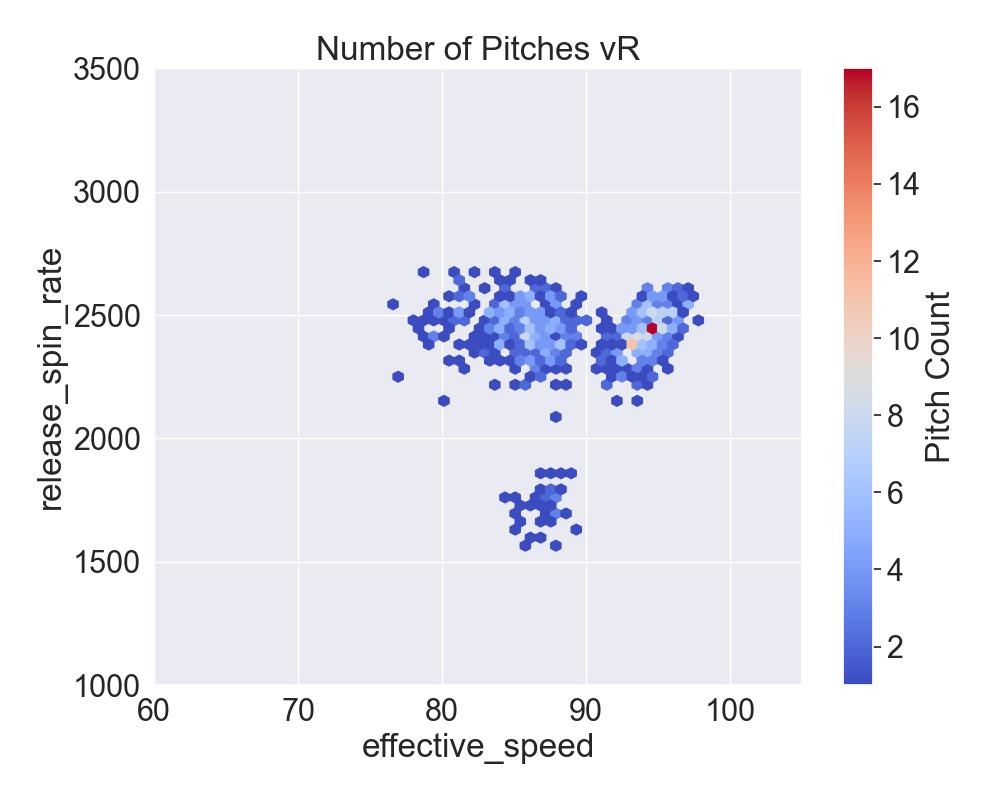 Number of Pitches vR
3500
3000
2500
2000
1500
1000
release_spin_rate
60 70 80 90 100
effective_speed
16
14
12
10
8
6
4
2
Pitch Count